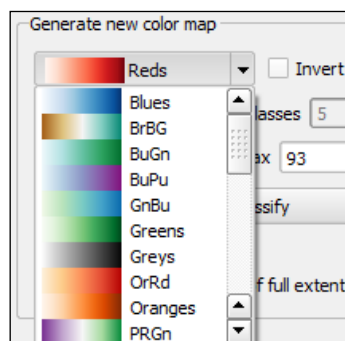 Generate new color map
Reds
Invert
Blues
BrBG
lasses 5
BuGn
BuPu
ax 93
GnBu
Greens
ssify
Greys
OrRd
f full extent
Oranges
PRGn